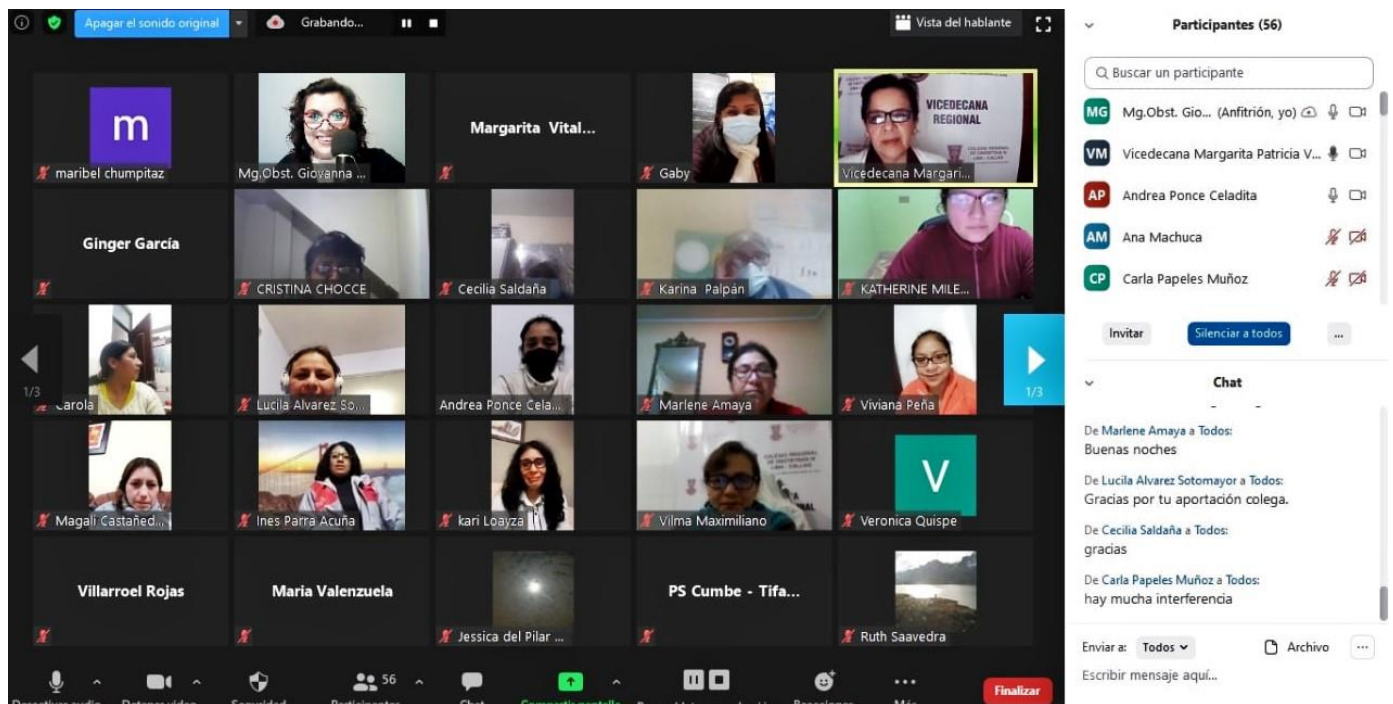 Apagar el sonido original
Grabando...
Vista del hablante
m
maribel chumpitaz
Mg.Obst. Giovanna ...
Margarita Vital...
Gaby
VICEDECANA
REGIONAL
Vicedecana Margari...
Ginger García
CRISTINA CHOCCE
Cecilia Saldaña
Karina Palpán
KATHERINE MILE...
1/3
Carola
Lucila Alvarez So...
Andrea Ponce Cela...
Marlene Amaya
Viviana Peña
1/3
Magali Castañed...
Ines Parra Acuña
kari Loayza
Vilma Maximiliano
V
Veronica Quispe
Villarroel Rojas
Maria Valenzuela
Jessica del Pilar ...
PS Cumbe - Tifa...
Ruth Saavedra
56
Finalizar
Participantes (56)
Buscar un participante
MG Mg.Obst. Gio... (Anfitrión, yo)
VM Vicedecana Margarita Patricia V...
AP Andrea Ponce Celadita
AM Ana Machuca
CP Carla Papeles Muñoz
Invitar Silenciar a todos ...
Chat
De Marlene Amaya a Todos:
Buenas noches
De Lucila Alvarez Sotomayor a Todos:
Gracias por tu aportación colega.
De Cecilia Saldaña a Todos:
gracias
De Carla Papeles Muñoz a Todos:
hay mucha interferencia
Enviar a: Todos Archivo ...
Escribir mensaje aquí...